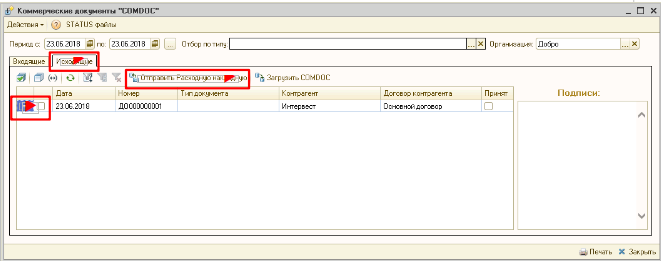 Коммерческие документы "COMDOC"
Действия ? STATUS файлы
Период с: 23.06.2018 по: 23.06.2018 ... Отбор по типу ... × Организация: Добро ... ×
Входящие Исходящие
Отправить Расходную накладную Загрузить COMDOC
Дата Номер Тип документа Контрагент Договор контрагента Принят Подписи:
23.06.2018 ДО000000001 Интервест Основной договор
Печать × Закрыть